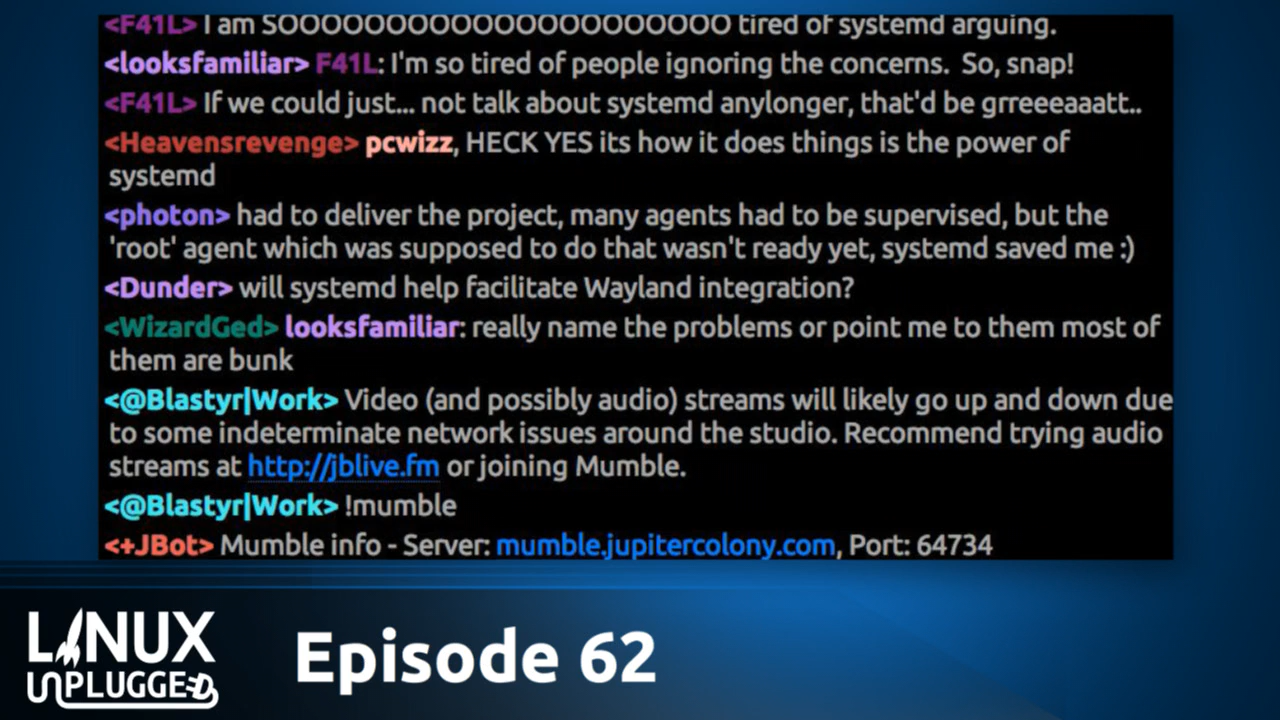 <F41L> I am SOOOOOOOOOOOOOOOOOOOOOO tired of systemd arguing.
<looksfamiliar> F41L: I'm so tired of people ignoring the concerns.  So, snap!
<F41L> If we could just... not talk about systemd anylonger, that'd be grreeeaaatt..
<Heavensrevenge> pcwizz, HECK YES its how it does things is the power of
systemd
<photon> had to deliver the project, many agents had to be supervised, but the
'root' agent which was supposed to do that wasn't ready yet, systemd saved me :)
<Dunder> will systemd help facilitate Wayland integration?
<WizardGed> looksfamiliar: really name the problems or point me to them most of
them are bunk
<@Blastyr|Work> Video (and possibly audio) streams will likely go up and down due
to some indeterminate network issues around the studio. Recommend trying audio
streams at http://jblive.fm or joining Mumble.
<@Blastyr|Work> !mumble
<+JBot> Mumble info - Server: mumble.jupitercolony.com, Port: 64734
LINUX
UNPLUGGED
Episode 62